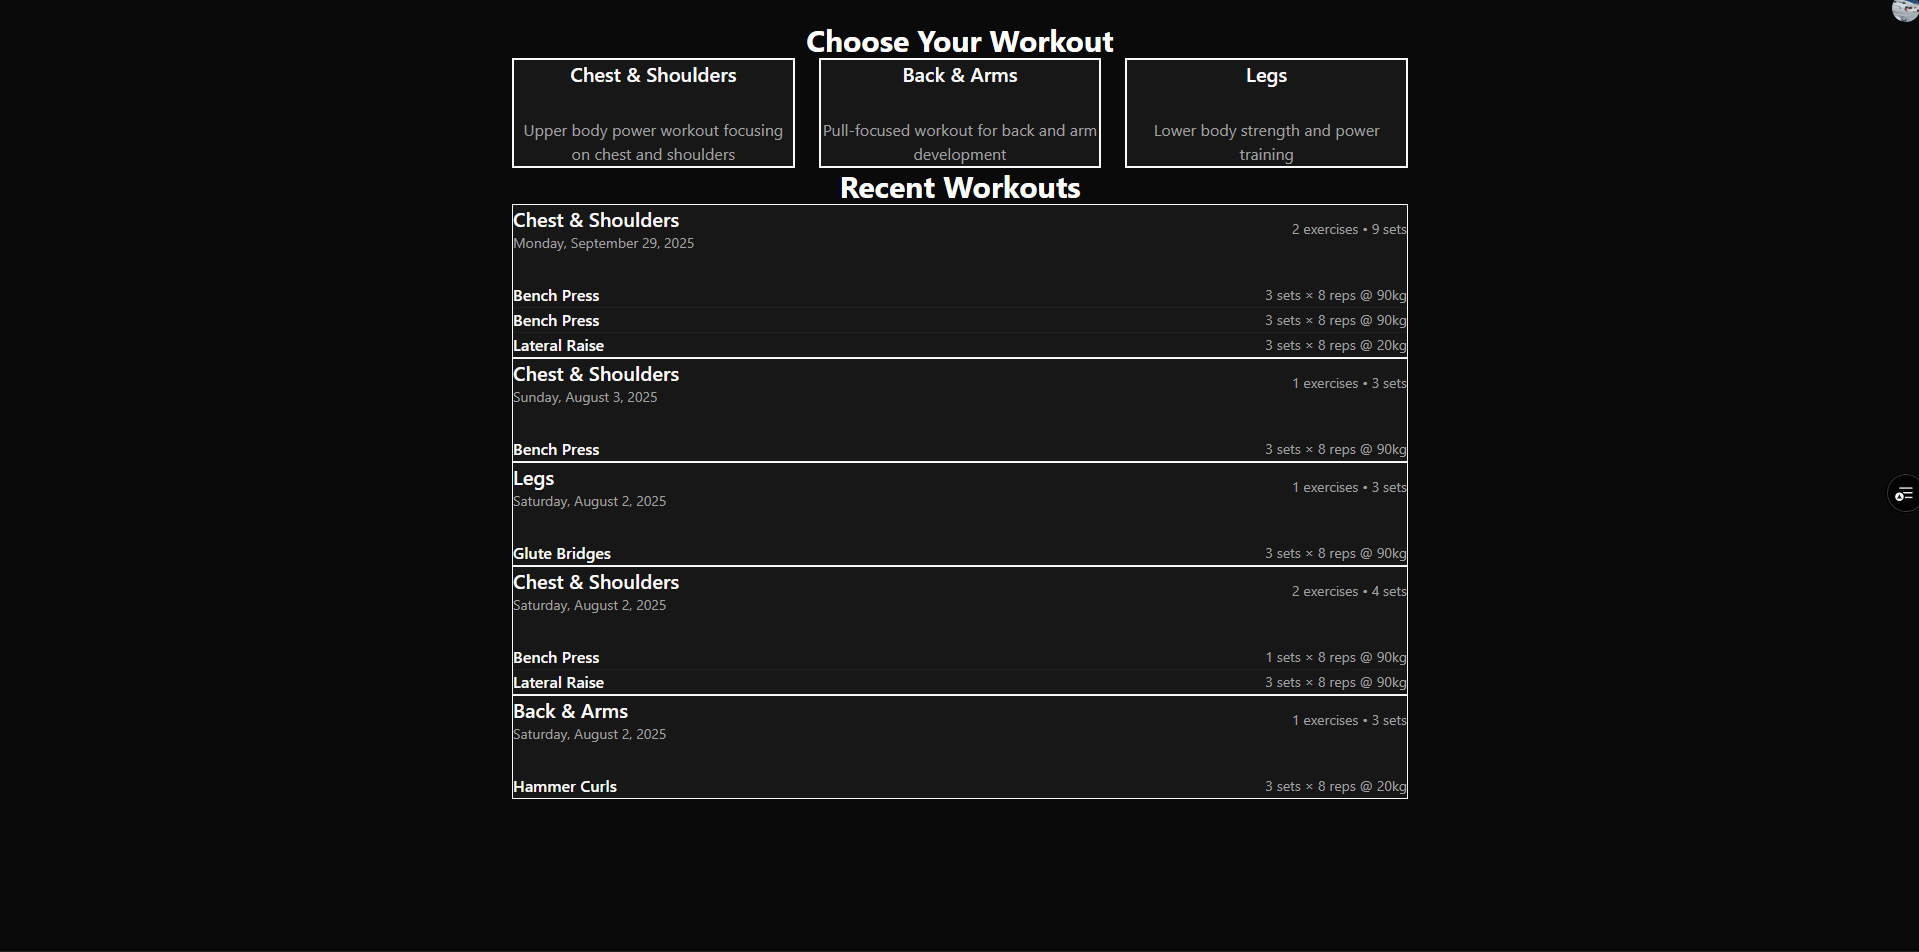 Choose Your Workout
Chest & Shoulders
Upper body power workout focusing
on chest and shoulders
Back & Arms
Pull-focused workout for back and arm
development
Legs
Lower body strength and power
training
Recent Workouts
Chest & Shoulders
Monday, September 29, 2025
2 exercises • 9 sets
Bench Press 3 sets × 8 reps @ 90kg
Bench Press 3 sets × 8 reps @ 90kg
Lateral Raise 3 sets × 8 reps @ 20kg
Chest & Shoulders
Sunday, August 3, 2025
1 exercises • 3 sets
Bench Press 3 sets × 8 reps @ 90kg
Legs
Saturday, August 2, 2025
1 exercises • 3 sets
Glute Bridges 3 sets × 8 reps @ 90kg
Chest & Shoulders
Saturday, August 2, 2025
2 exercises • 4 sets
Bench Press 1 sets × 8 reps @ 90kg
Lateral Raise 3 sets × 8 reps @ 90kg
Back & Arms
Saturday, August 2, 2025
1 exercises • 3 sets
Hammer Curls 3 sets × 8 reps @ 20kg